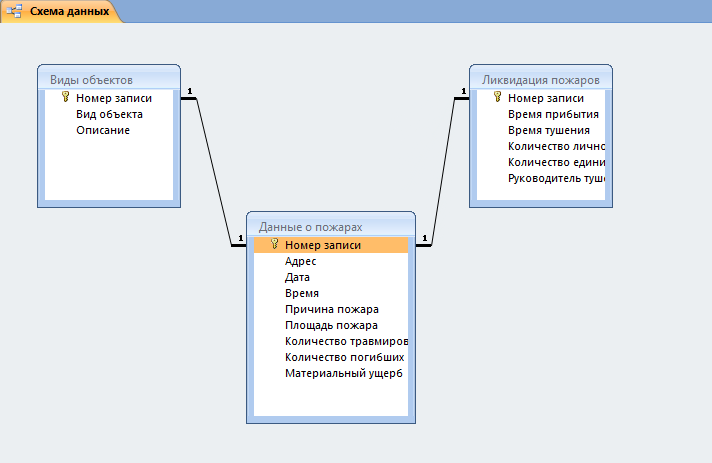 Схема данных
Виды объектов
Номер записи
Вид объекта
Описание
1
1
Ликвидация пожаров
Номер записи
Время прибытия
Время тушения
Количество лично
Количество едини
Руководитель туш
1
1
Данные о пожарах
Номер записи
Адрес
Дата
Время
Причина пожара
Площадь пожара
Количество травмиров
Количество погибших
Материальный ущерб